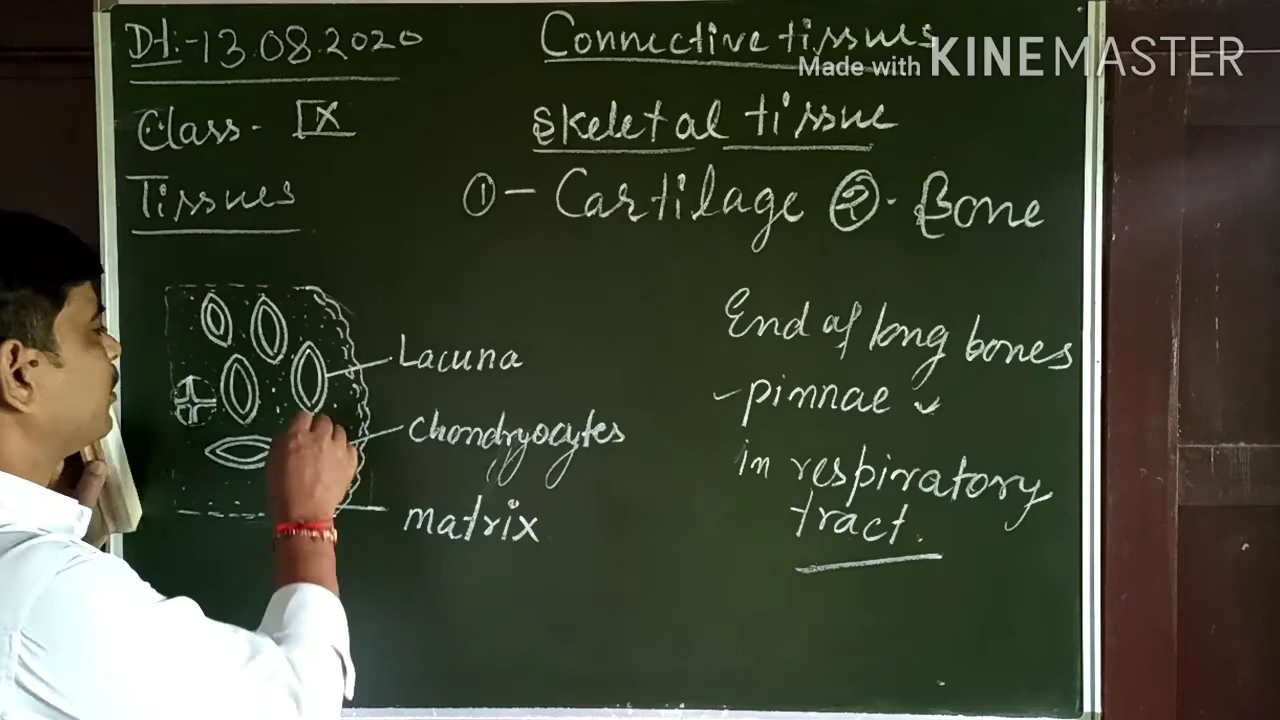 Dt:-13.08.2020
Connective tissues
Made with KINEMASTER
Class- IX
Skeletal tissue
Tissues
① - Cartilage ②. Bone
End of long bones
Lacuna
- pinnae ✓
Chondryocytes
in respiratory
tract.
matrix